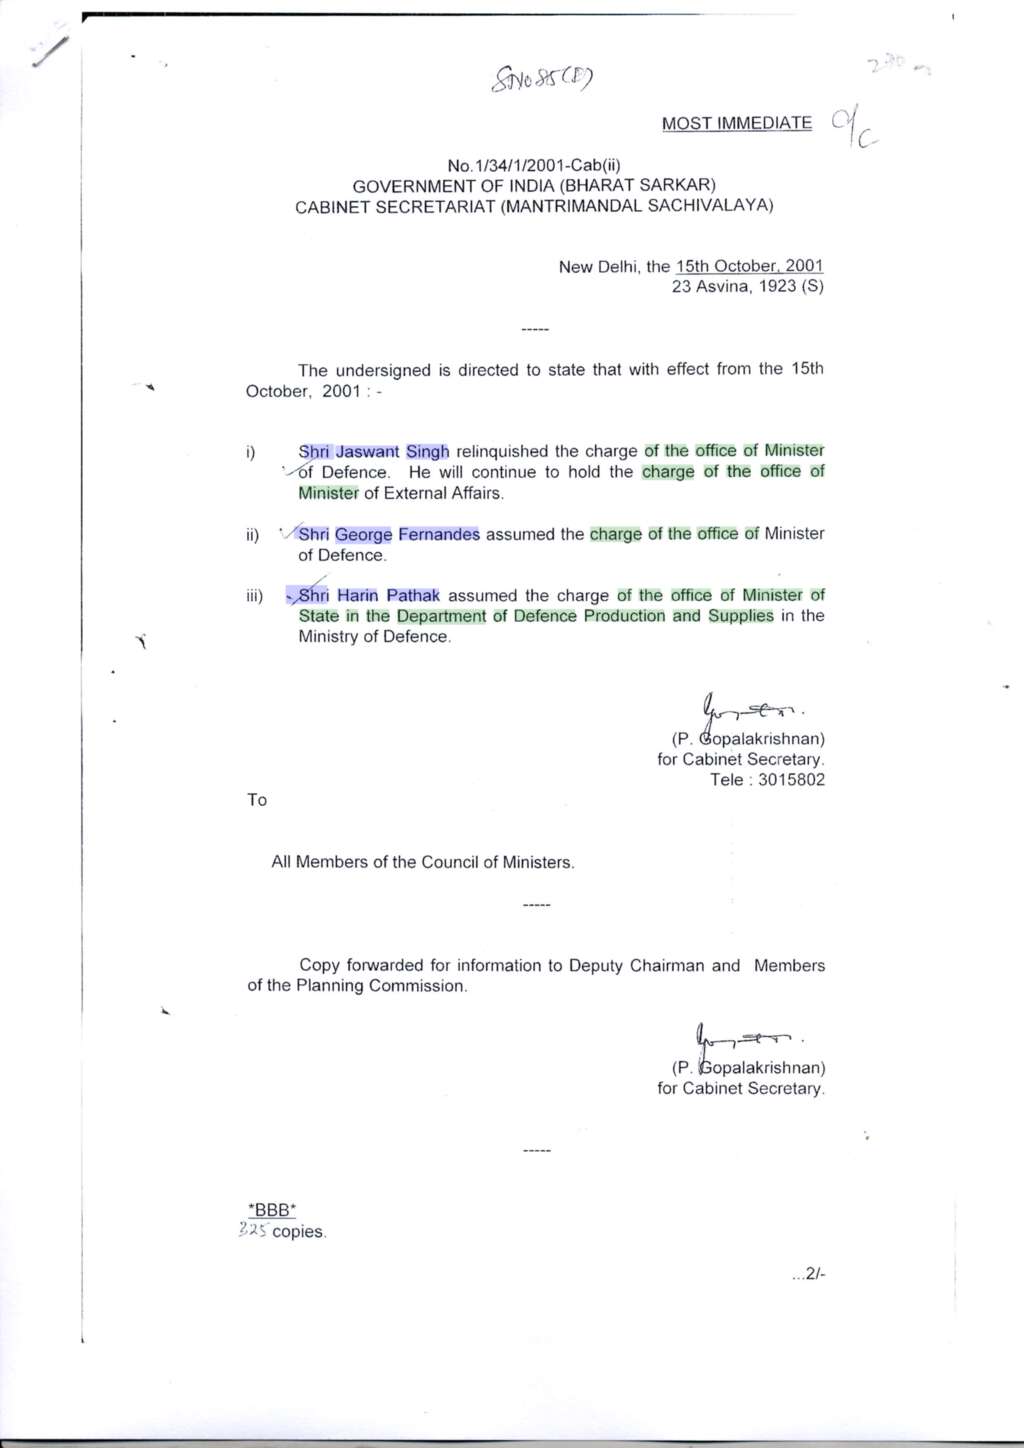 SNo 85(E)
MOST IMMEDIATE
O/C
No.1/34/1/2001-Cab(ii)
GOVERNMENT OF INDIA (BHARAT SARKAR)
CABINET SECRETARIAT (MANTRIMANDAL SACHIVALAYA)
New Delhi, the 15th October, 2001
23 Asvina, 1923 (S)
-----
The undersigned is directed to state that with effect from the 15th
October, 2001 : -
i) Shri Jaswant Singh relinquished the charge of the office of Minister
of Defence. He will continue to hold the charge of the office of
Minister of External Affairs.
ii) Shri George Fernandes assumed the charge of the office of Minister
of Defence.
iii) Shri Harin Pathak assumed the charge of the office of Minister of
State in the Department of Defence Production and Supplies in the
Ministry of Defence.
(P. Gopalakrishnan)
for Cabinet Secretary.
Tele : 3015802
To
All Members of the Council of Ministers.
-----
Copy forwarded for information to Deputy Chairman and Members
of the Planning Commission.
(P. Gopalakrishnan)
for Cabinet Secretary.
-----
*BBB*
325 copies.
...2/-